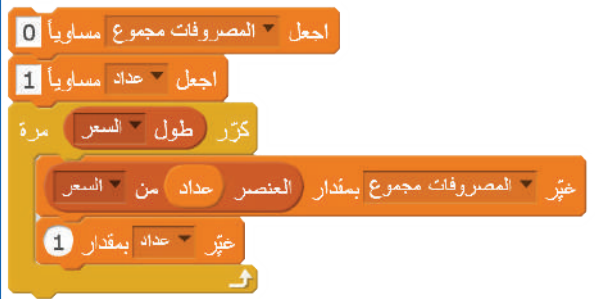 اجعل المصروفات مجموع مساوياً 0
اجعل عداد مساوياً 1
كرّر طول السعر مرة
غيّر المصروفات مجموع بمقدار العنصر عداد من السعر
غيّر عداد بمقدار 1